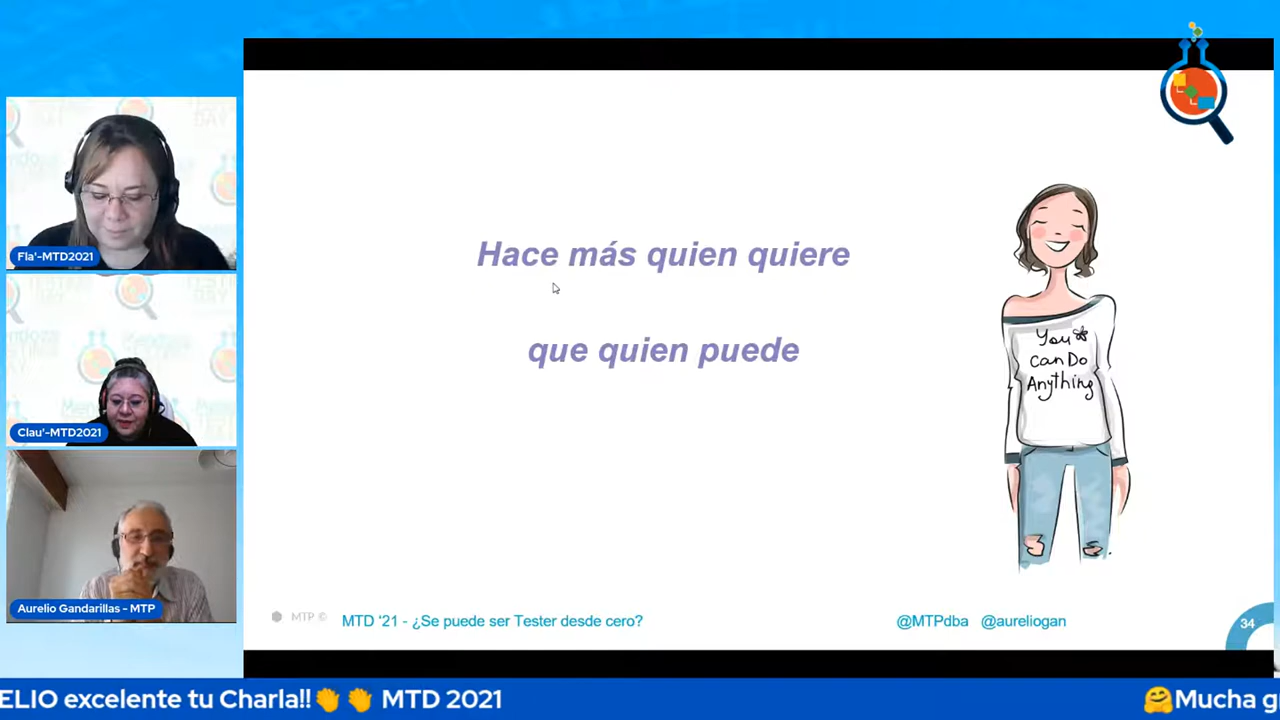 Fla'-MTD2021
Clau'-MTD2021
Aurelio Gandarillas - MTP
Hace más quien quiere
que quien puede
You
Can Do
Anything
MTP ©
MTD '21 - ¿Se puede ser Tester desde cero?
@MTPdba @aureliogan
34
ELIO excelente tu Charla!!👏👏 MTD 2021
🤗Mucha g